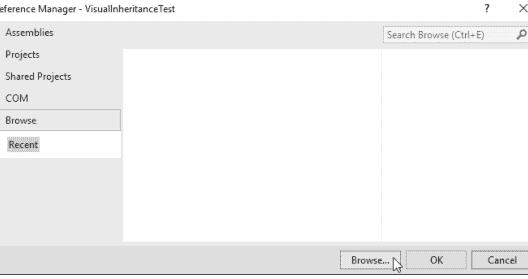 eference Manager - VisualInheritanceTest ? ×
Assemblies
Search Browse (Ctrl+E)
Projects
Shared Projects
COM
Browse
Recent
Browse... OK Cancel